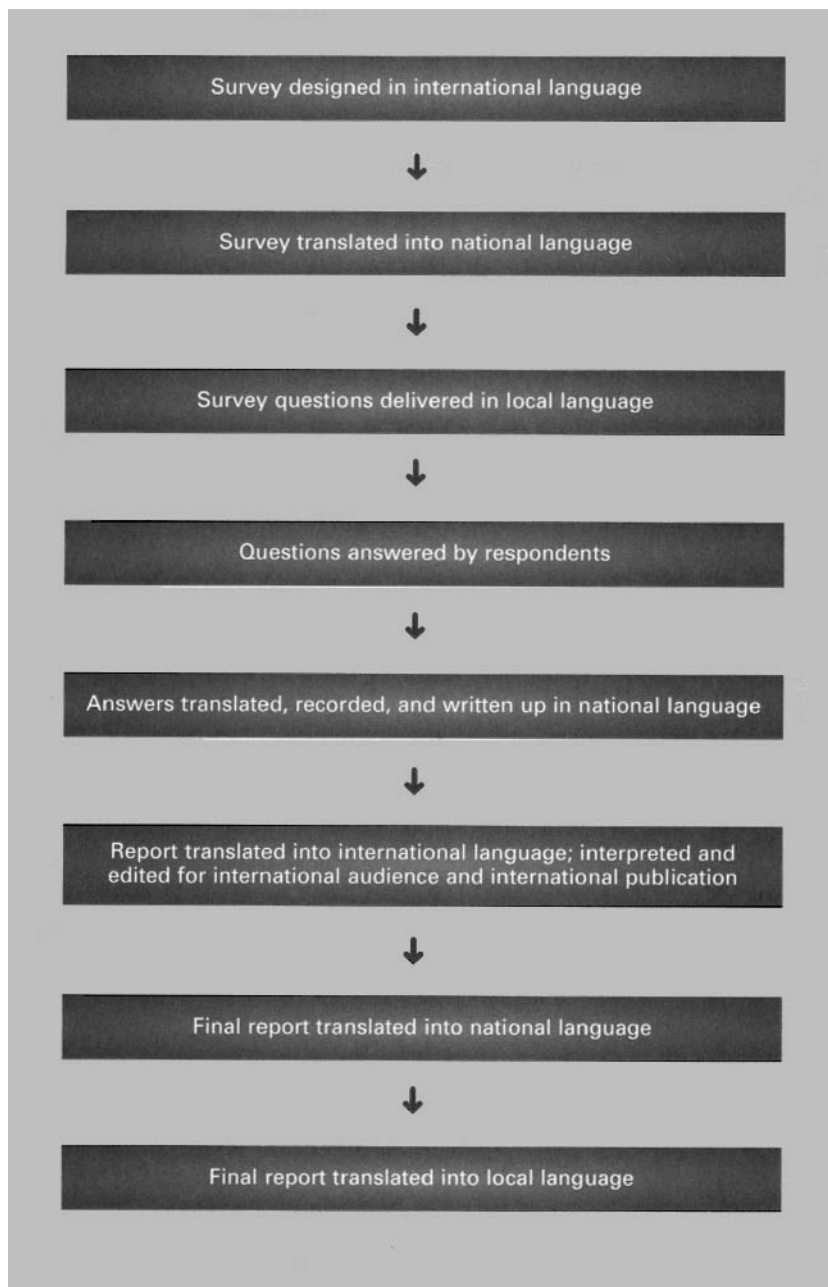 Survey designed in international language
Survey translated into national language
Survey questions delivered in local language
Questions answered by respondents
Answers translated, recorded, and written up in national language
Report translated into international language; interpreted and
edited for international audience and international publication
Final report translated into national language
Final report translated into local language